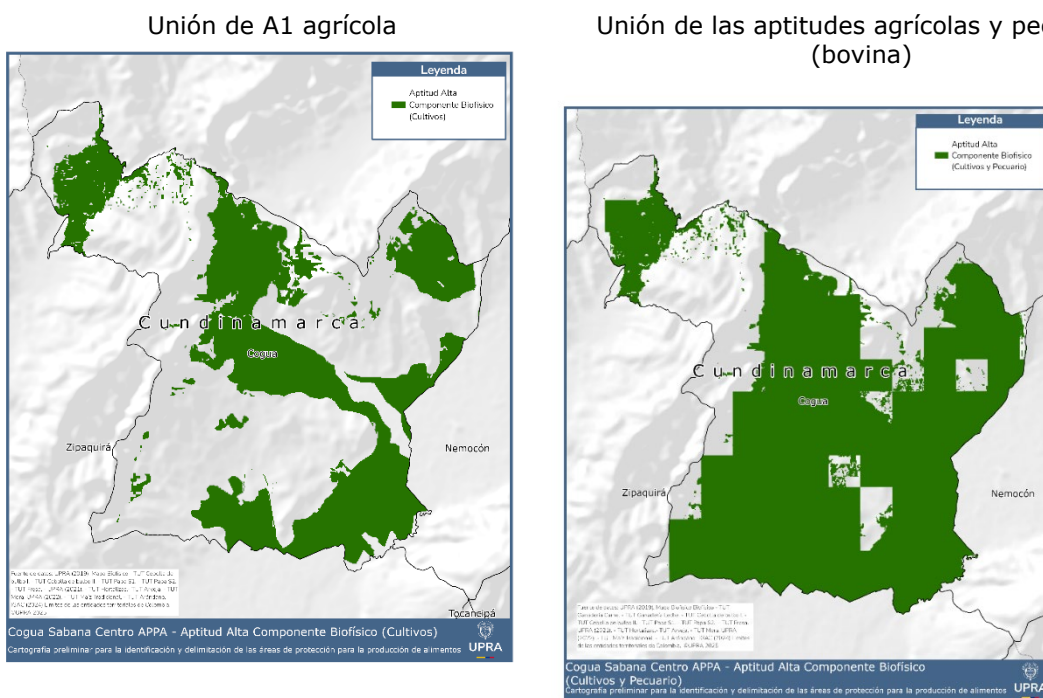 Unión de A1 agrícola
Leyenda
Aptitud Alta
Componente Biofísico
(Cultivos)
Cundinamarca
Cogua
Zipaquirá
Nemocón
Tocancipá
Cogua Sabana Centro APPA - Aptitud Alta Componente Biofísico (Cultivos)
Cartografía preliminar para la identificación y delimitación de las áreas de protección para la producción de alimentos
UPRA
Unión de las aptitudes agrícolas y pec
(bovina)
Leyenda
Aptitud Alta
Componente Biofísico
(Cultivos y Pecuario)
Cundinamarca
Cogua
Zipaquirá
Nemocón
Cogua Sabana Centro APPA - Aptitud Alta Componente Biofísico
(Cultivos y Pecuario)
Cartografía preliminar para la identificación y delimitación de las áreas de protección para la producción de alimentos
UPRA